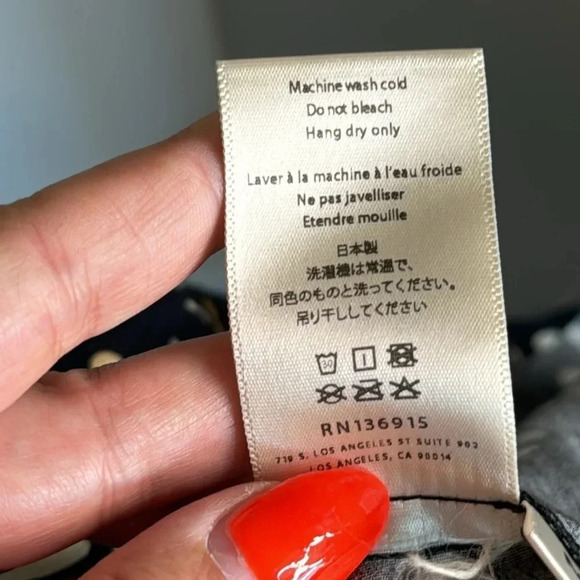 Machine wash cold
Do not bleach
Hang dry only
Laver à la machine à l'eau froide
Ne pas javelliser
Etendre mouille
日本製
洗濯機は常温で、
同色のものと洗ってください。
吊り干ししてください
30
RN136915
719 S. LOS ANGELES ST SUITE 902
LOS ANGELES, CA 90014